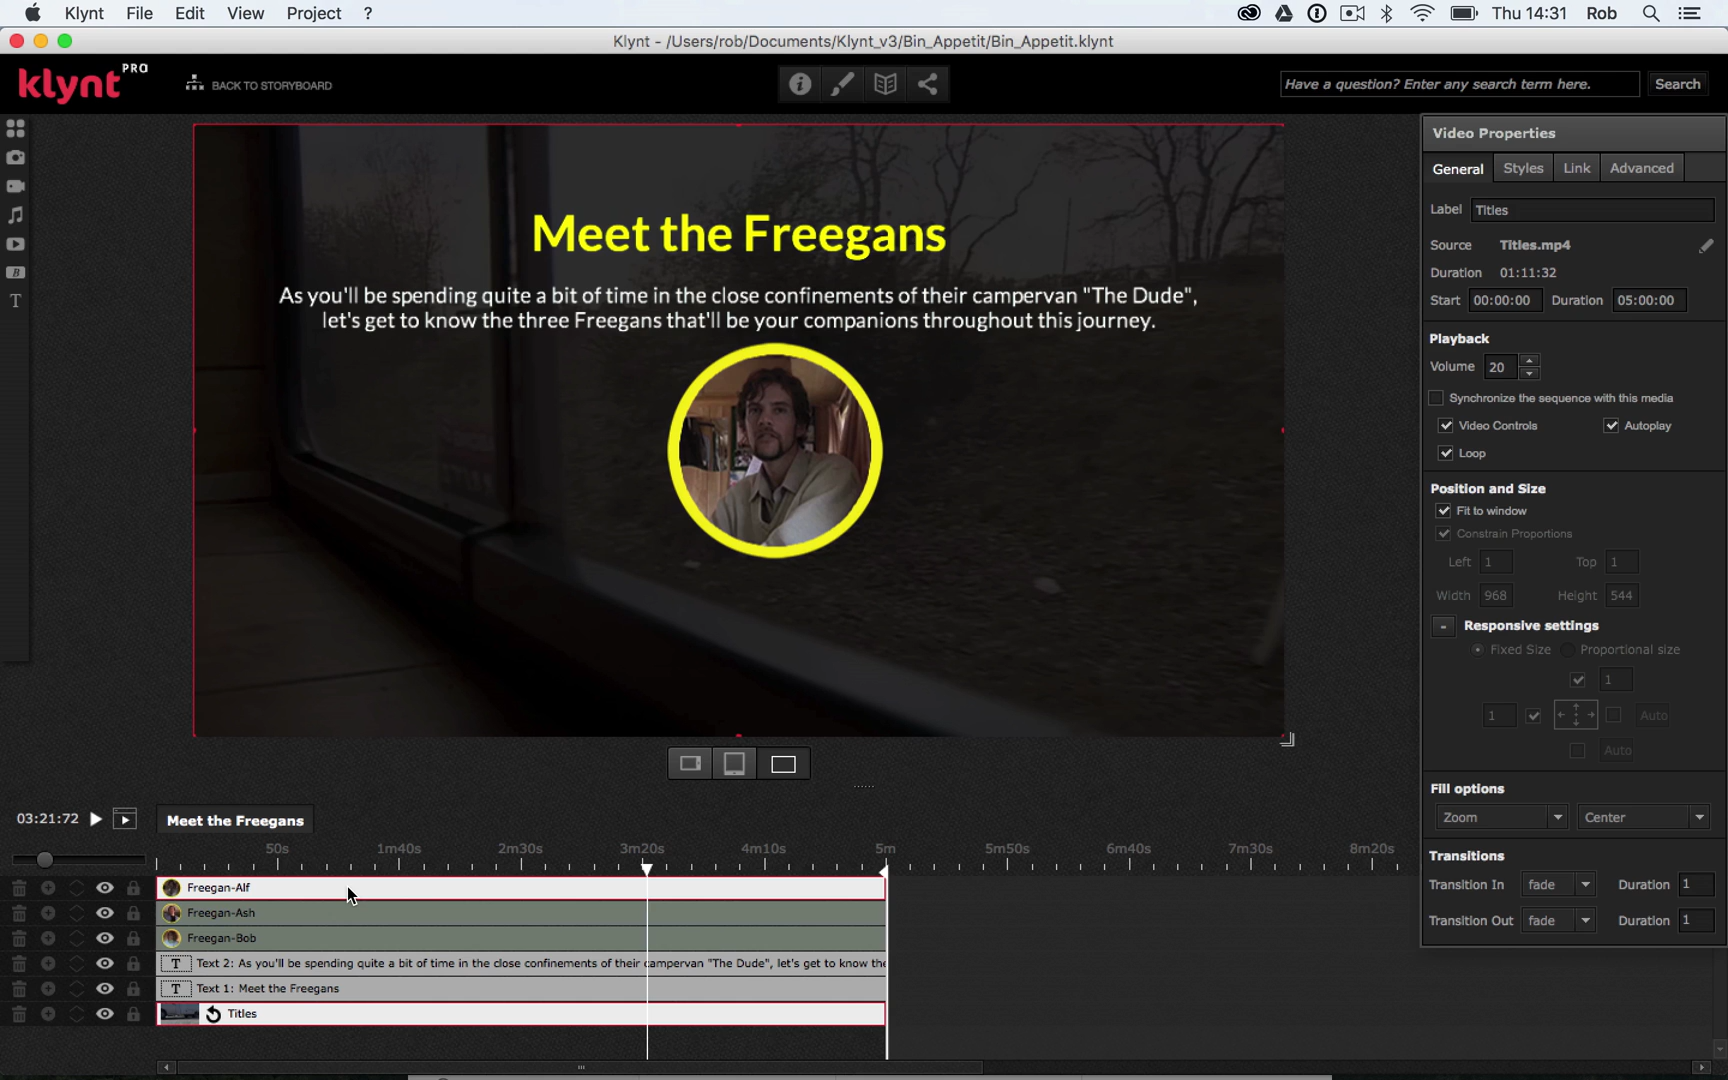 Klynt File Edit View Project ? Thu 14:31 Rob
Klynt - /Users/rob/Documents/Klynt_v3/Bin_Appetit/Bin_Appetit.klynt
klynt PRO
BACK TO STORYBOARD
Have a question? Enter any search term here.
Search
Meet the Freegans
As you'll be spending quite a bit of time in the close confinements of their campervan "The Dude",
let's get to know the three Freegans that'll be your companions throughout this journey.
Video Properties
General Styles Link Advanced
Label Titles
Source Titles.mp4
Duration 01:11:32
Start 00:00:00 Duration 05:00:00
Playback
Volume 20
Synchronize the sequence with this media
Video Controls Autoplay
Loop
Position and Size
Fit to window
Constrain Proportions
Left 1 Top 1
Width 968 Height 544
- Responsive settings
Fixed Size Proportional size
1
1 Auto
Auto
Fill options
Zoom Center
Transitions
Transition In fade Duration 1
Transition Out fade Duration 1
03:21:72 Meet the Freegans
50s 1m40s 2m30s 3m20s 4m10s 5m 5m50s 6m40s 7m30s 8m20s
Freegan-Alf
Freegan-Ash
Freegan-Bob
T Text 2: As you'll be spending quite a bit of time in the close confinements of their campervan "The Dude", let's get to know the
T Text 1: Meet the Freegans
Titles